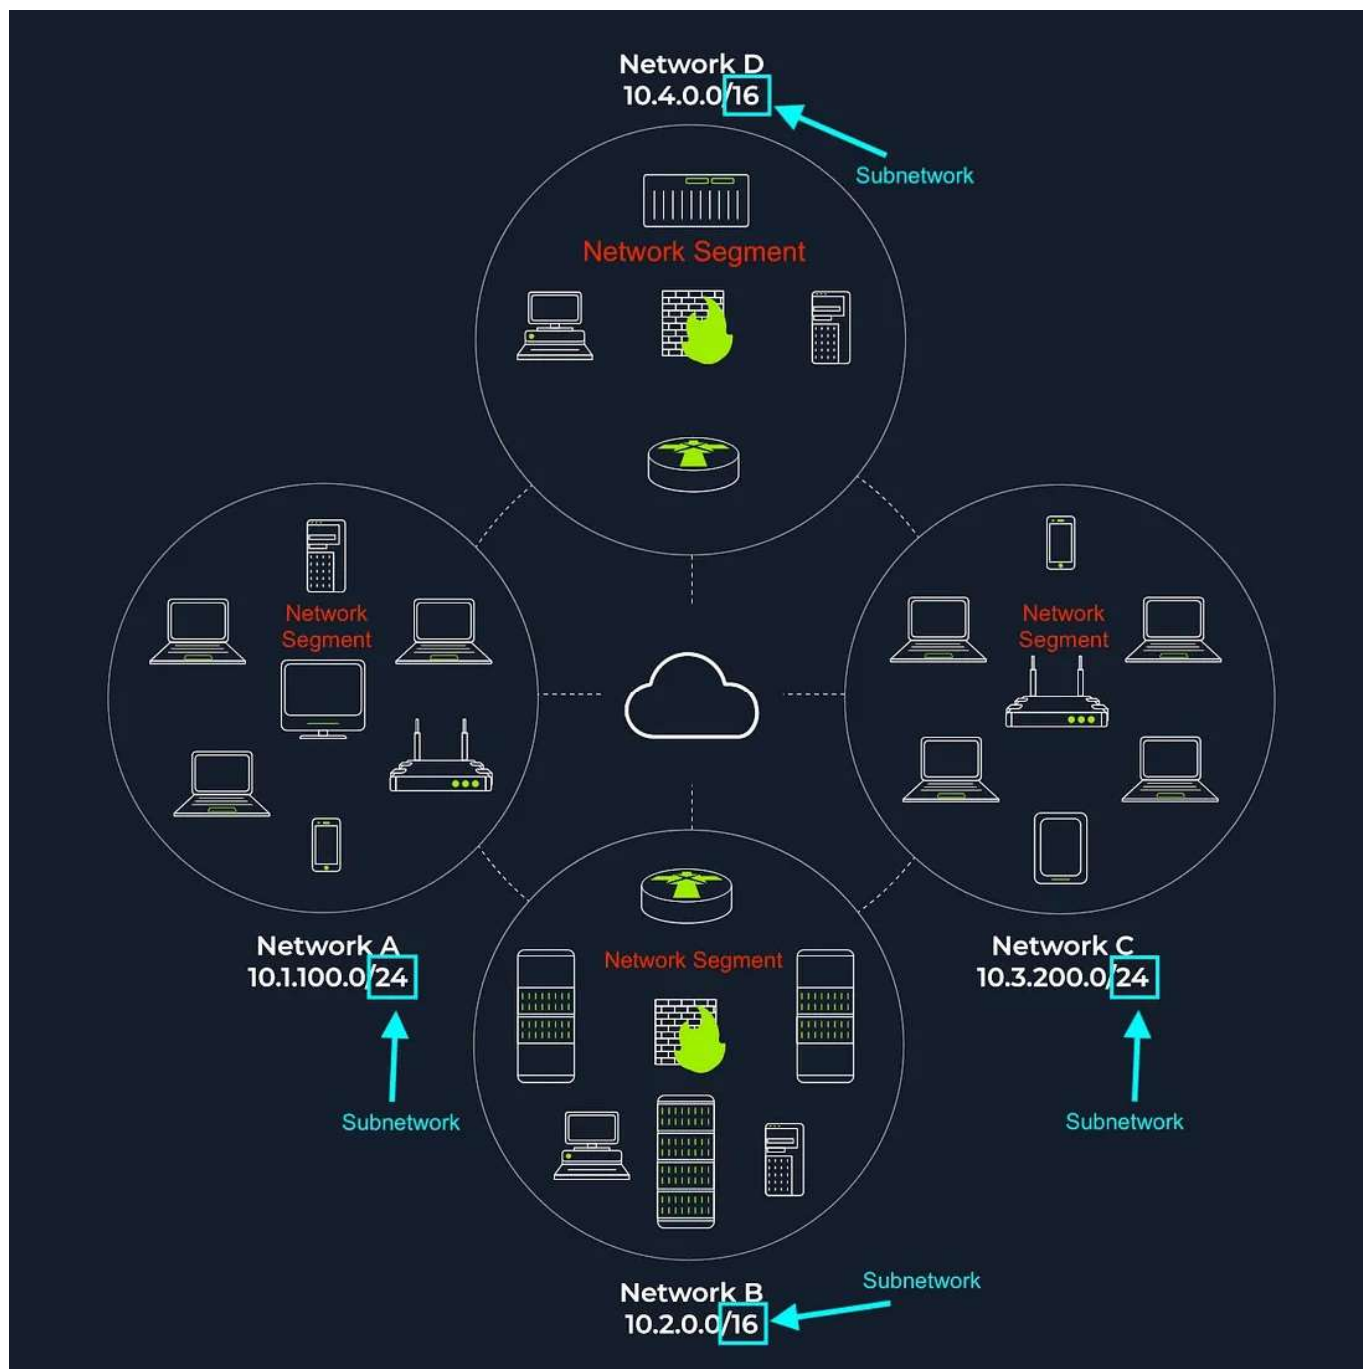 Network D
10.4.0.0/16
Subnetwork
Network Segment
Network
Segment
Network
Segment
Network A
10.1.100.0/24
Subnetwork
Network Segment
Network C
10.3.200.0/24
Subnetwork
Network B
10.2.0.0/16
Subnetwork